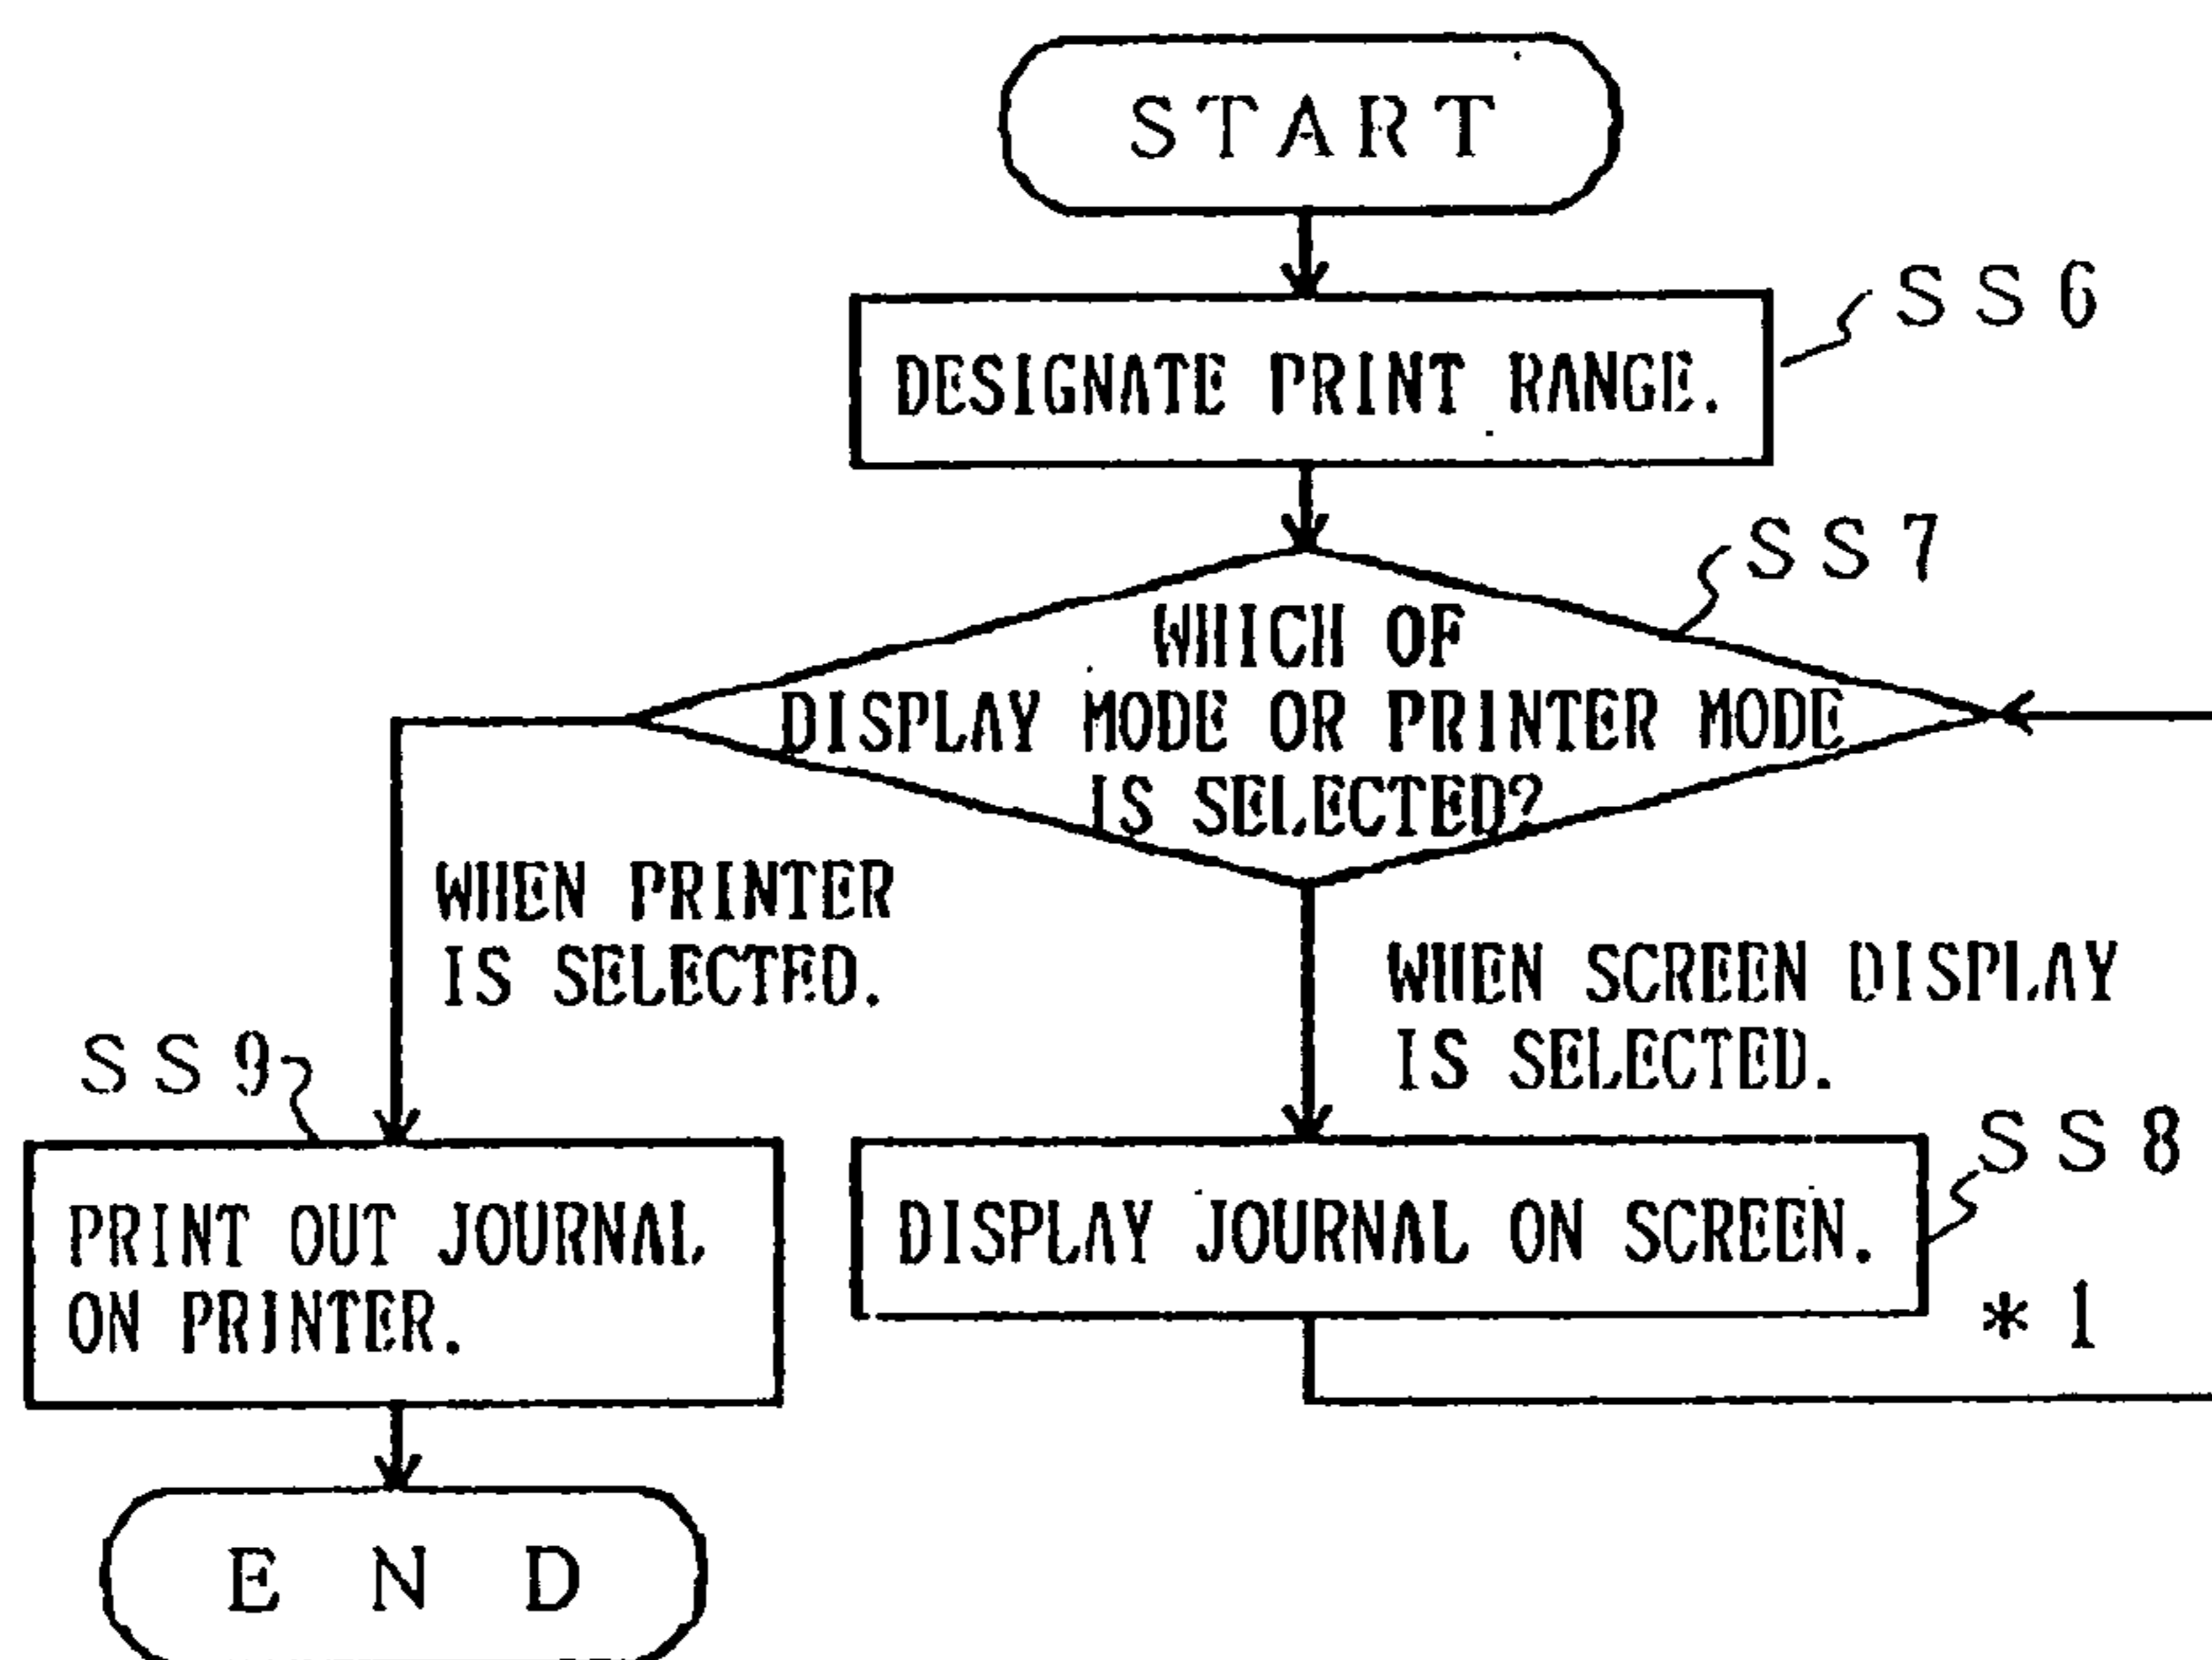 START
SS6
DESIGNATE PRINT RANGE.
SS7
WHICH OF
DISPLAY MODE OR PRINTER MODE
IS SELECTED?
WHEN PRINTER
IS SELECTED.
WHEN SCREEN DISPLAY
IS SELECTED.
SS9
SS8
PRINT OUT JOURNAL
ON PRINTER.
DISPLAY JOURNAL ON SCREEN.
*1
END